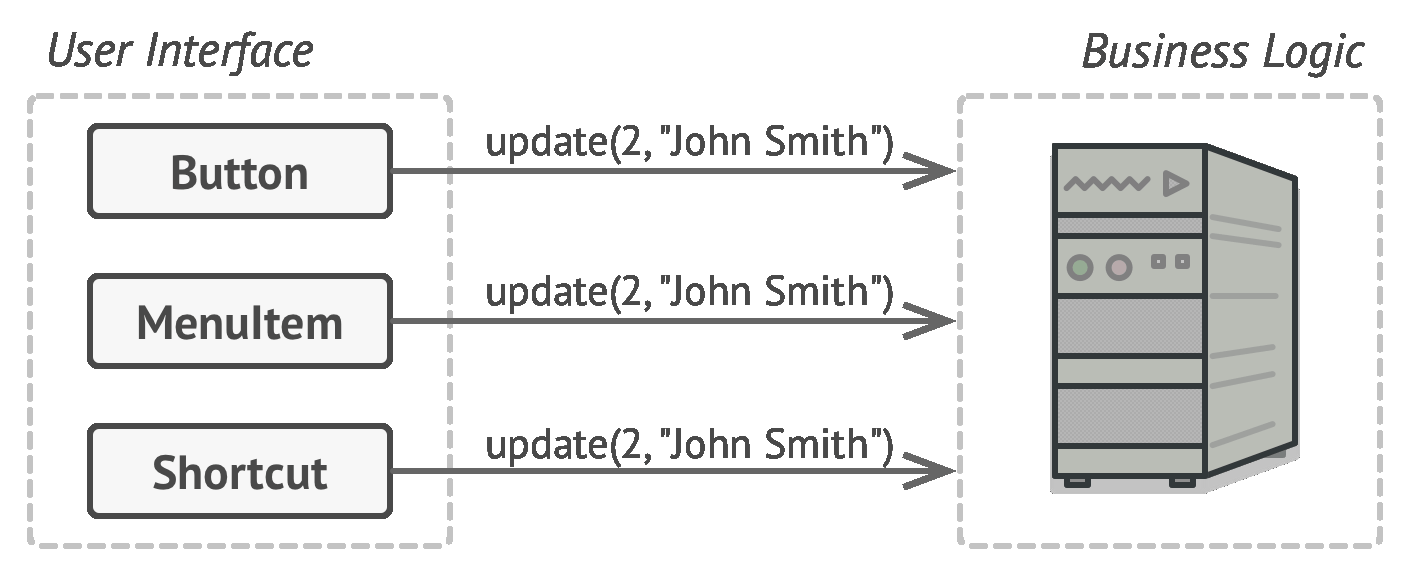 User Interface
Business Logic
Button
update(2, "John Smith")
MenuItem
update(2, "John Smith")
Shortcut
update(2, "John Smith")